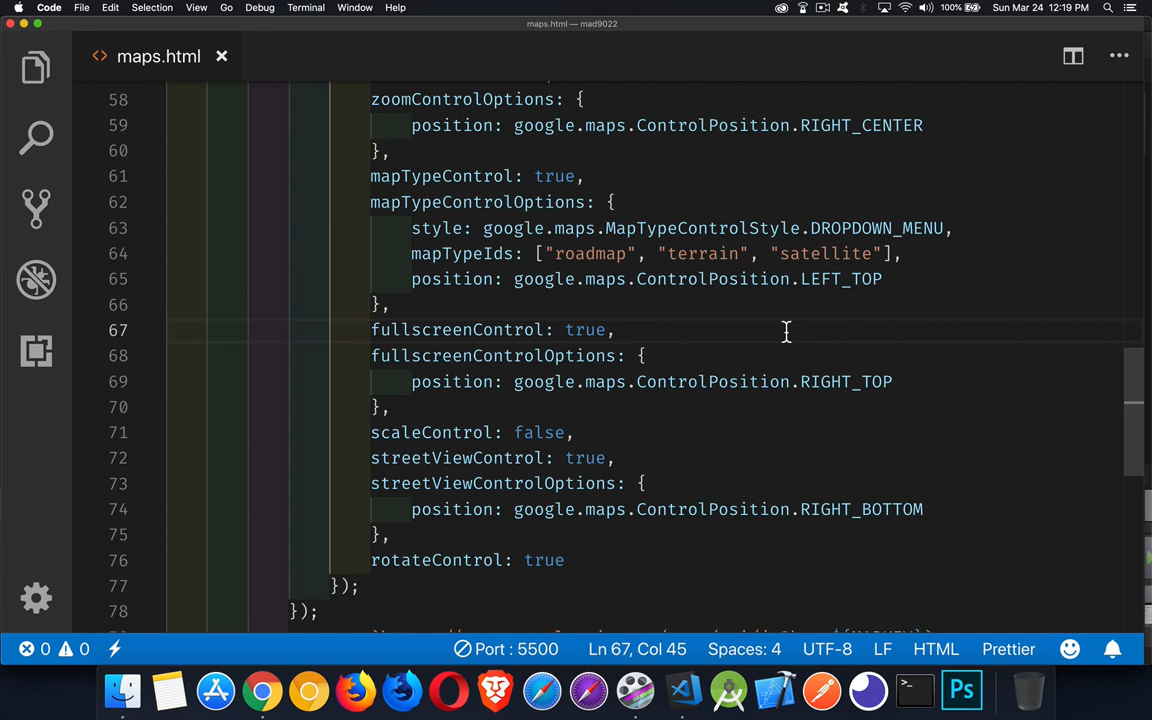 Code File Edit Selection View Go Debug Terminal Window Help 100% Sun Mar 24 12:19 PM
maps.html — mad9022
<> maps.html ×
58 zoomControlOptions: {
59 position: google.maps.ControlPosition.RIGHT_CENTER
60 },
61 mapTypeControl: true,
62 mapTypeControlOptions: {
63 style: google.maps.MapTypeControlStyle.DROPDOWN_MENU,
64 mapTypeIds: ["roadmap", "terrain", "satellite"],
65 position: google.maps.ControlPosition.LEFT_TOP
66 },
67 fullscreenControl: true,
68 fullscreenControlOptions: {
69 position: google.maps.ControlPosition.RIGHT_TOP
70 },
71 scaleControl: false,
72 streetViewControl: true,
73 streetViewControlOptions: {
74 position: google.maps.ControlPosition.RIGHT_BOTTOM
75 },
76 rotateControl: true
77 });
78 });
0 0 Port : 5500 Ln 67, Col 45 Spaces: 4 UTF-8 LF HTML Prettier
>_ Ps